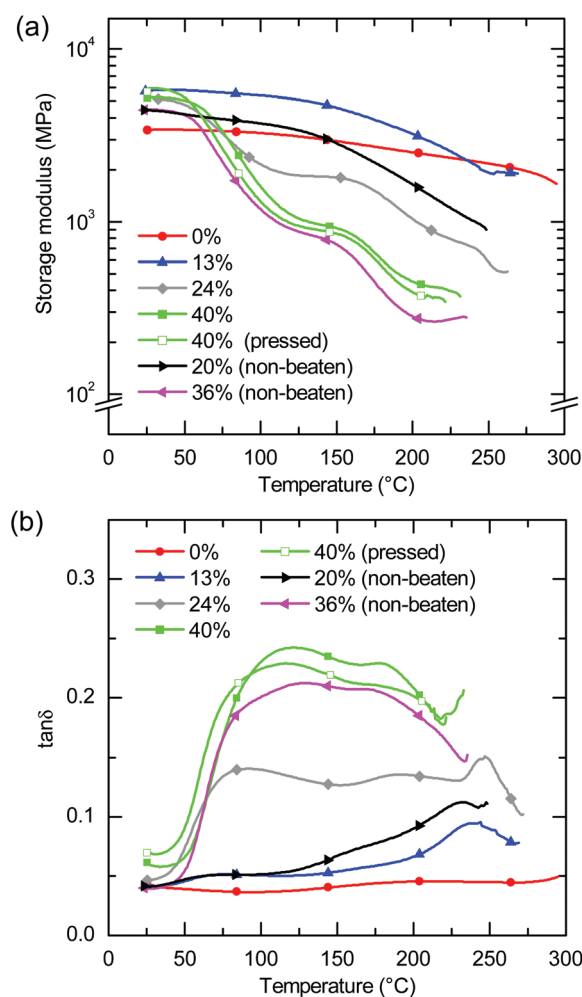 (a)
10⁴
10³
10²
Storage modulus (MPa)
0%
13%
24%
40%
40% (pressed)
20% (non-beaten)
36% (non-beaten)
0 50 100 150 200 250 300
Temperature (°C)
(b)
0.3
0.2
0.1
0.0
tanδ
0% 40% (pressed)
13% 20% (non-beaten)
24% 36% (non-beaten)
40%
0 50 100 150 200 250 300
Temperature (°C)